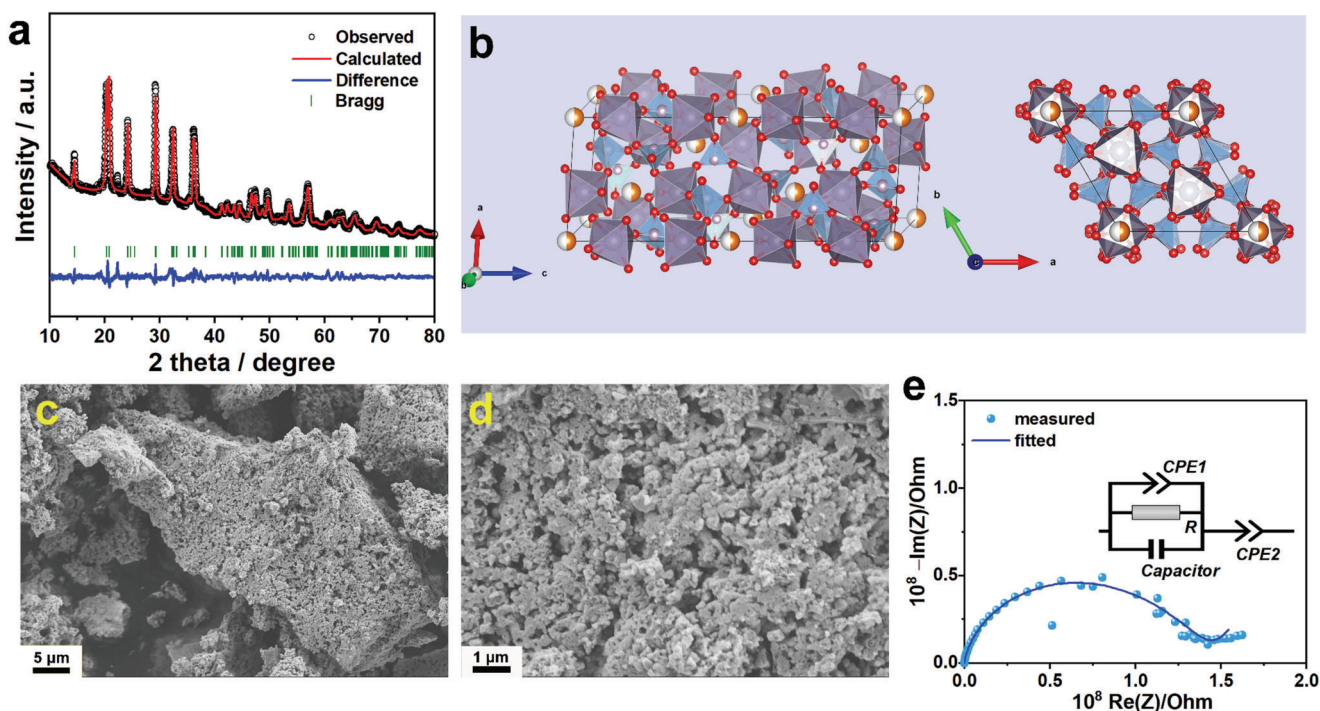 a
Observed
Calculated
Difference
Bragg
Intensity / a.u.
10 20 30 40 50 60 70 80
2 theta / degree
b
a
c
b
b
c
a
c
5 μm
d
1 μm
e
measured
fitted
CPE1
R
Capacitor
CPE2
10⁸ −Im(Z)/Ohm
1.5
1.0
0.5
0.0
0.0 0.5 1.0 1.5 2.0
10⁸ Re(Z)/Ohm